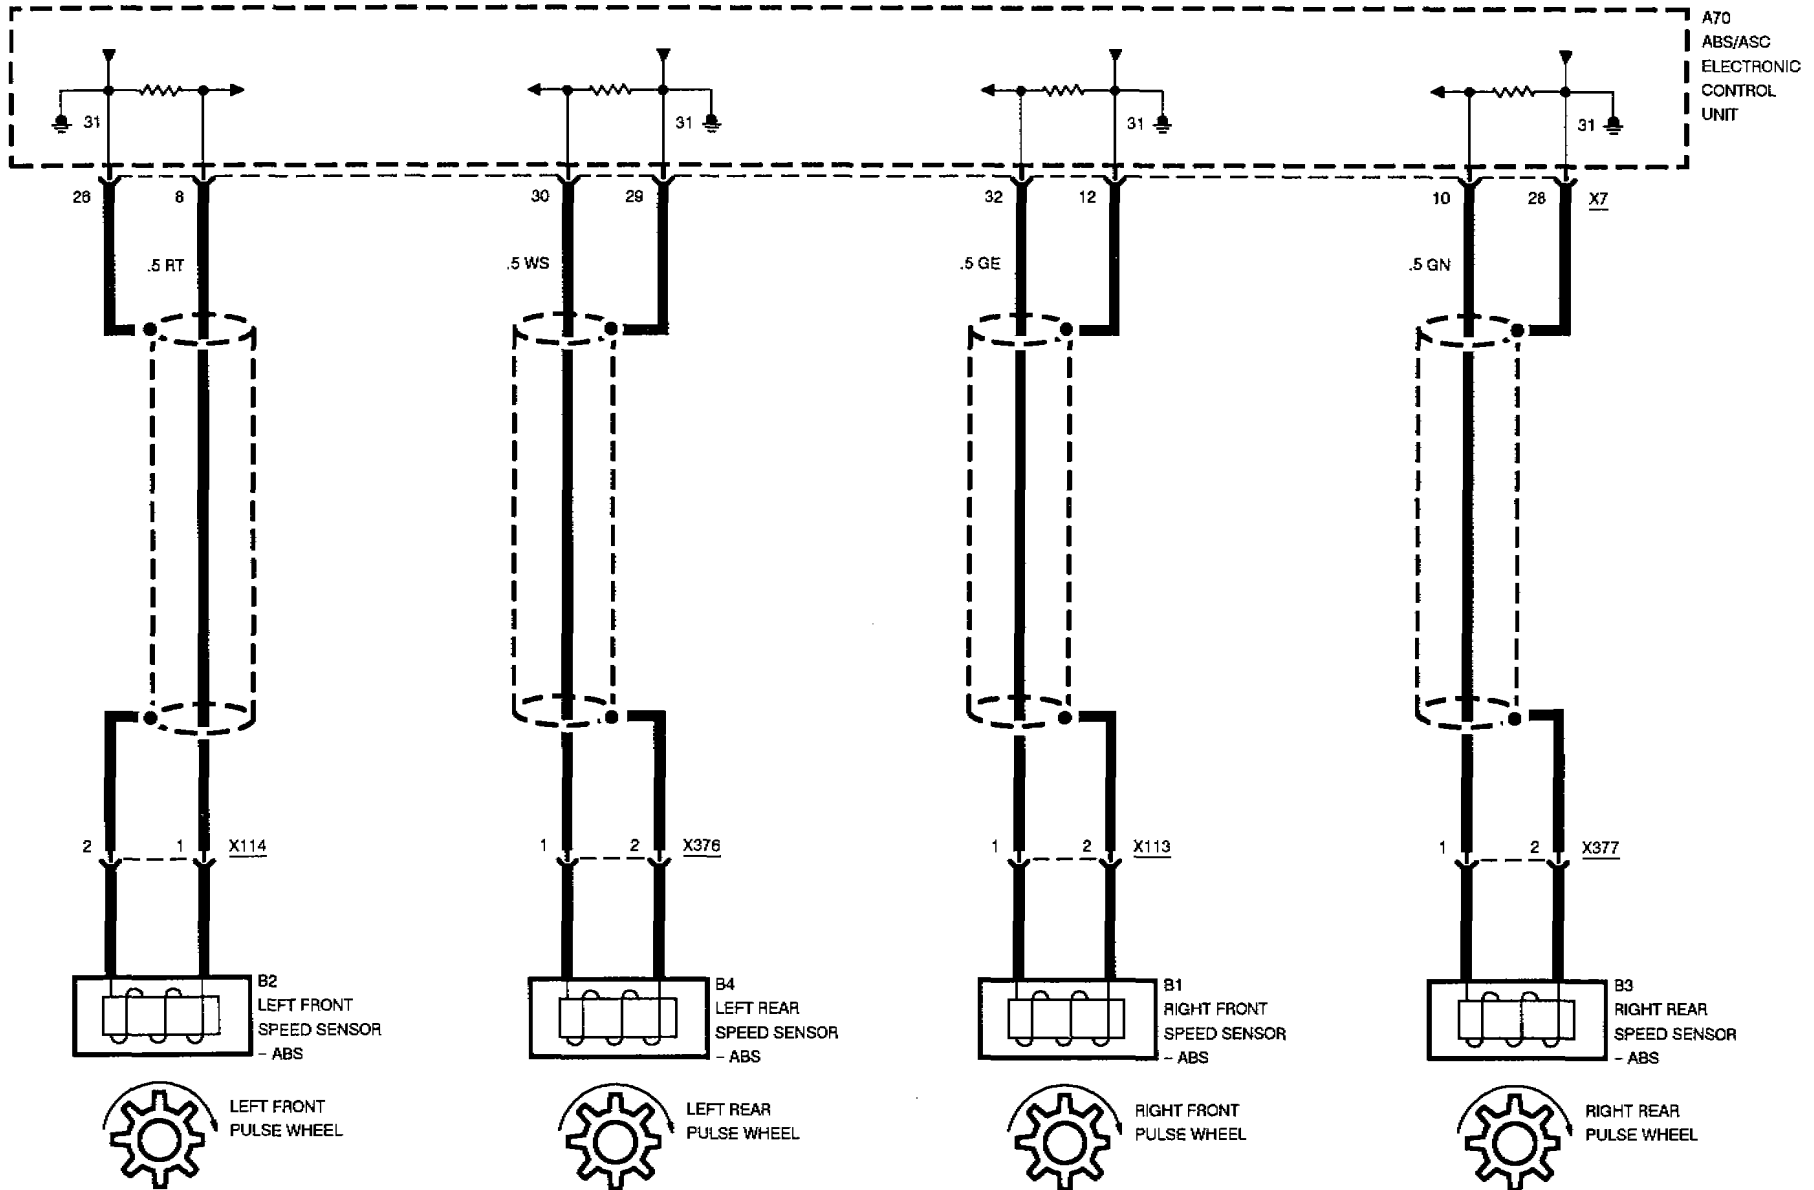 A70
ABS/ASC
ELECTRONIC
CONTROL
UNIT
31
31
31
31
26
8
30
29
32
12
10
28
X7
.5 RT
.5 WS
.5 GE
.5 GN
2
1
X114
1
2
X376
1
2
X113
1
2
X377
B2
LEFT FRONT
SPEED SENSOR
– ABS
B4
LEFT REAR
SPEED SENSOR
– ABS
B1
RIGHT FRONT
SPEED SENSOR
– ABS
B3
RIGHT REAR
SPEED SENSOR
– ABS
LEFT FRONT
PULSE WHEEL
LEFT REAR
PULSE WHEEL
RIGHT FRONT
PULSE WHEEL
RIGHT REAR
PULSE WHEEL